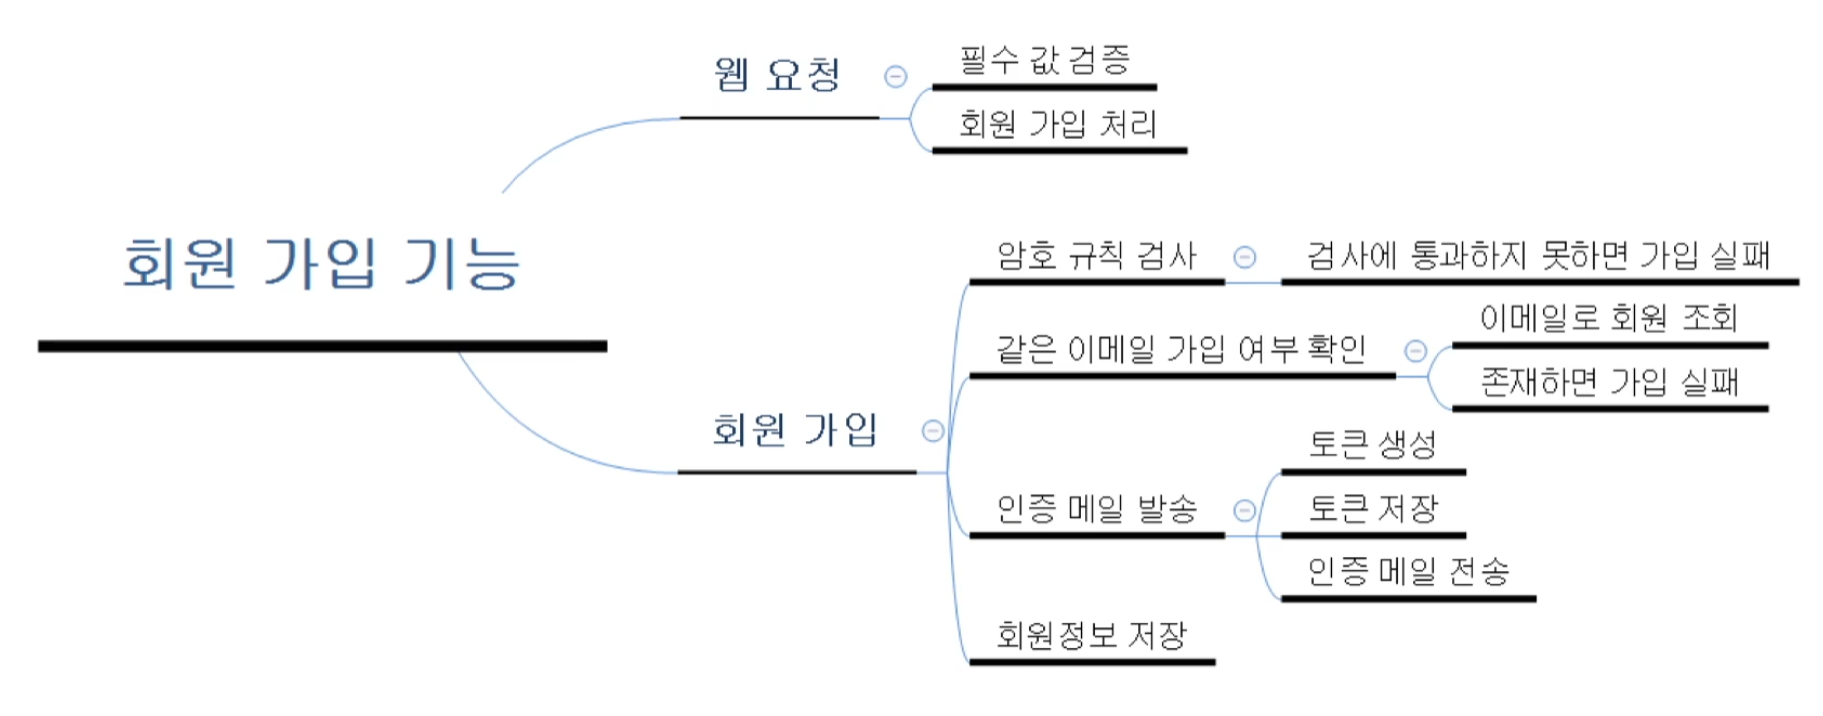 회원 가입 기능
웹 요청
필수 값 검증
회원 가입 처리
회원 가입
암호 규칙 검사
검사에 통과하지 못하면 가입 실패
같은 이메일 가입 여부 확인
이메일로 회원 조회
존재하면 가입 실패
인증 메일 발송
토큰 생성
토큰 저장
인증 메일 전송
회원정보 저장